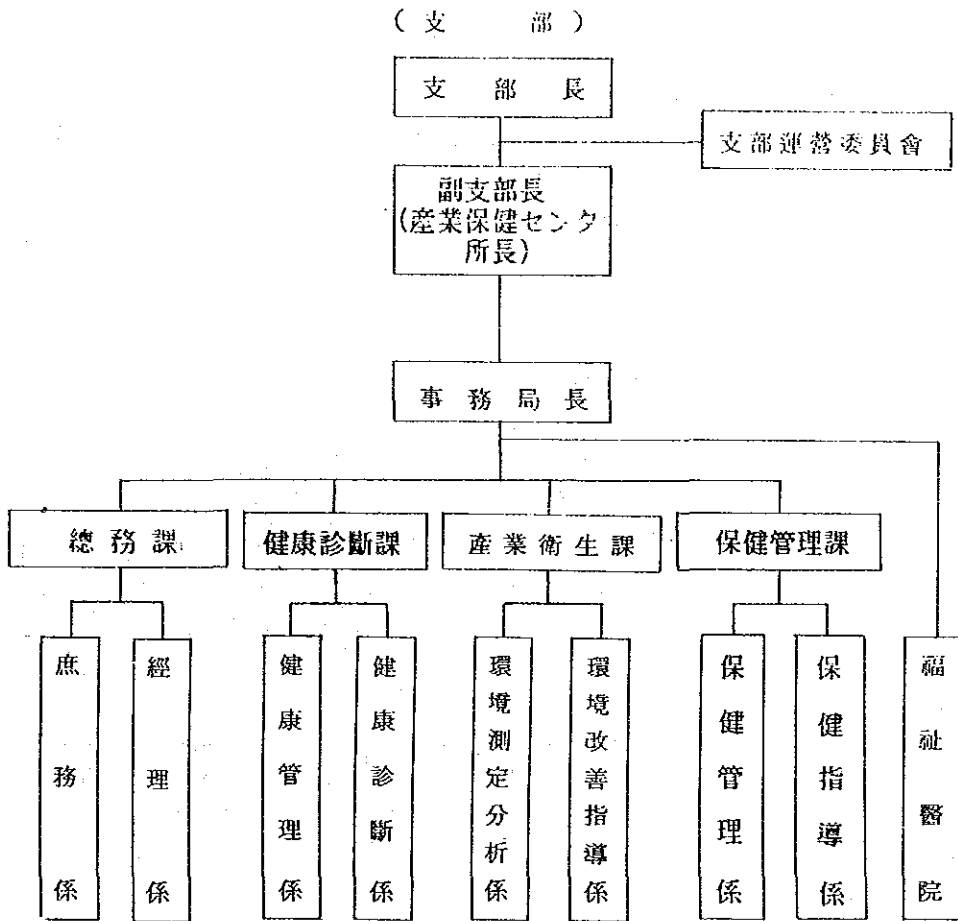 (支 部)
支部長
支部運營委員會
副支部長
(産業保健センタ
所長)
事務局長
總務課
健康診斷課
産業衛生課
保健管理課
庶務係
經理係
健康管理係
健康診斷係
環境測定分析係
環境改善指導係
保健管理係
保健指導係
福祉醫院